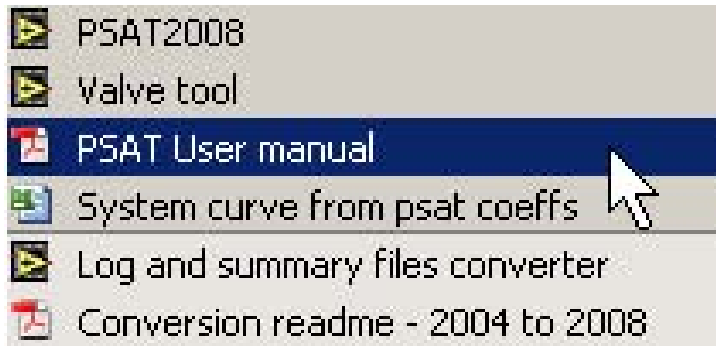 PSAT2008
Valve tool
PSAT User manual
System curve from psat coeffs
Log and summary files converter
Conversion readme - 2004 to 2008